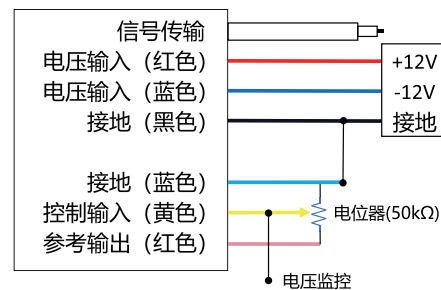 信号传输
电压输入（红色） +12V
电压输入（蓝色） -12V
接地（黑色） 接地
接地（蓝色）
控制输入（黄色） 电位器(50kΩ)
参考输出（红色）
电压监控